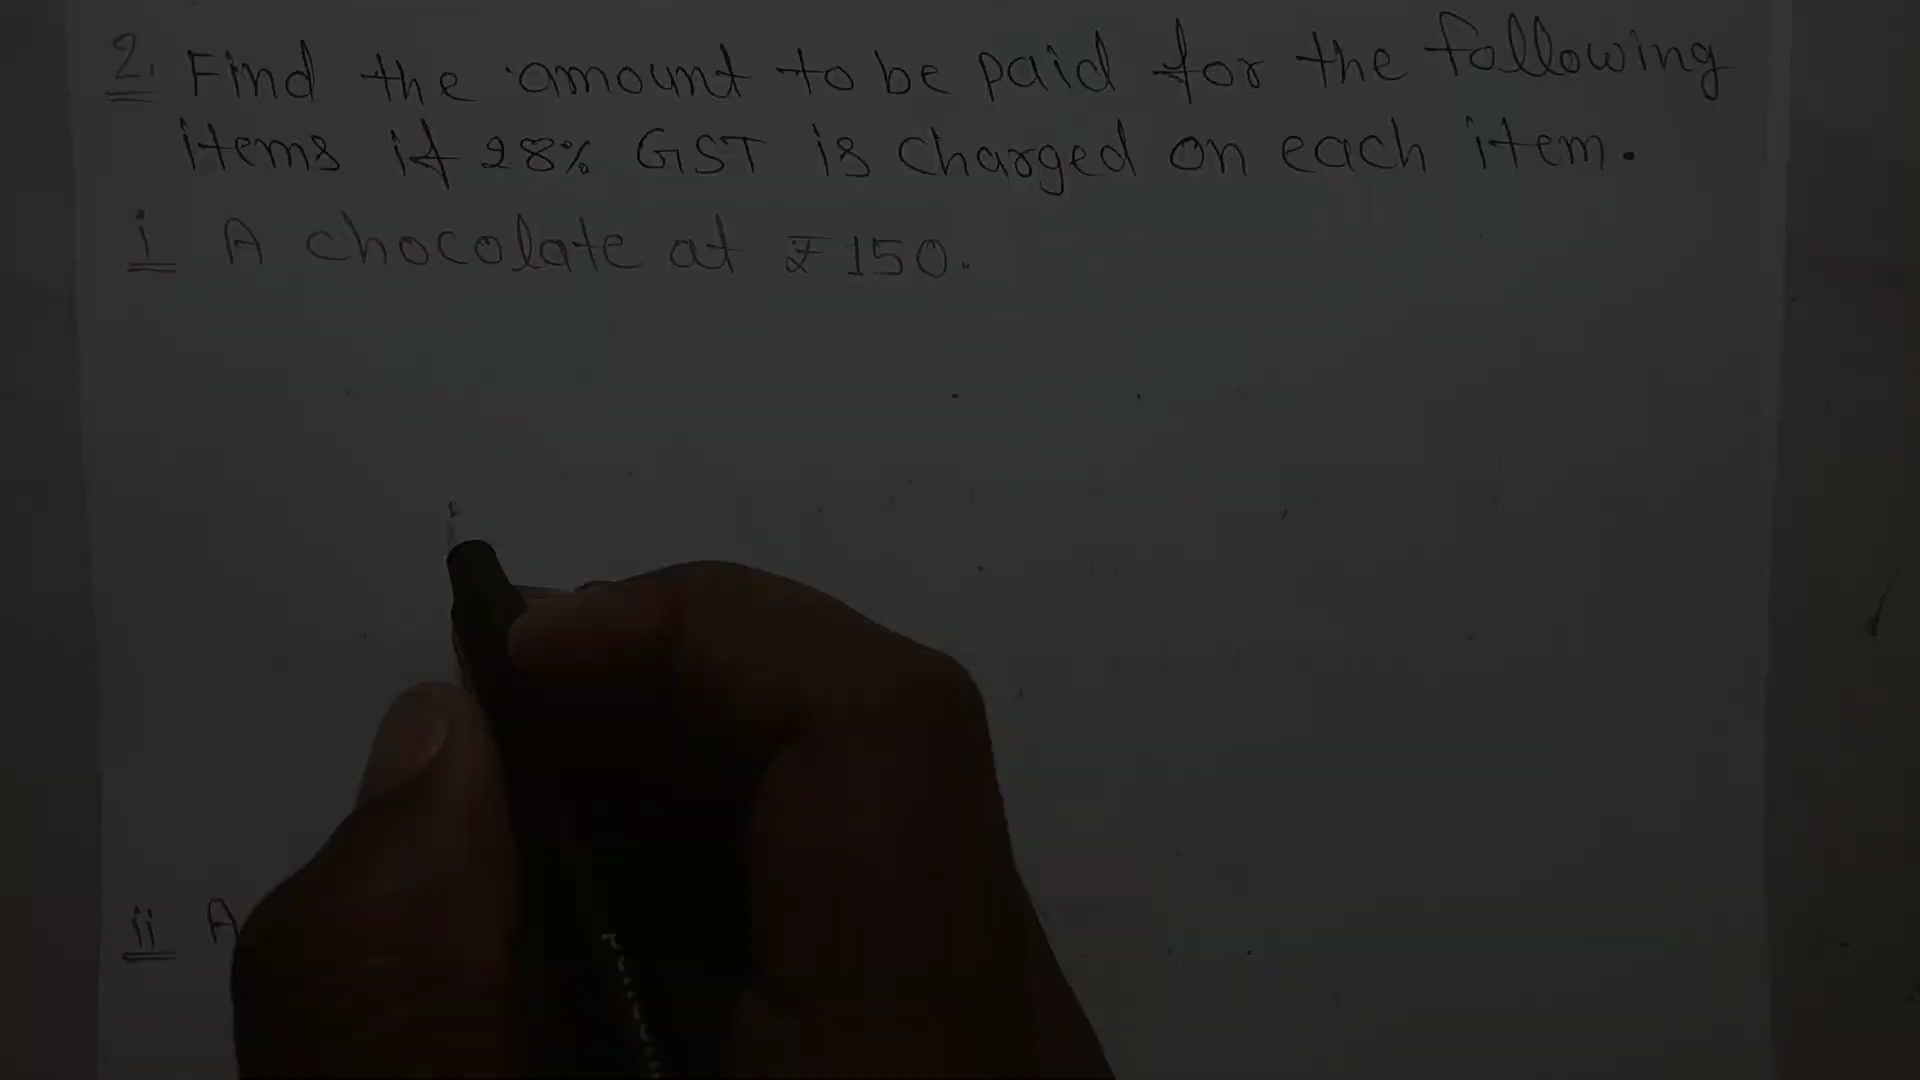 2. Find the amount to be paid for the following
items if 28% GST is charged on each item.
i A chocolate at ₹150.
ii A